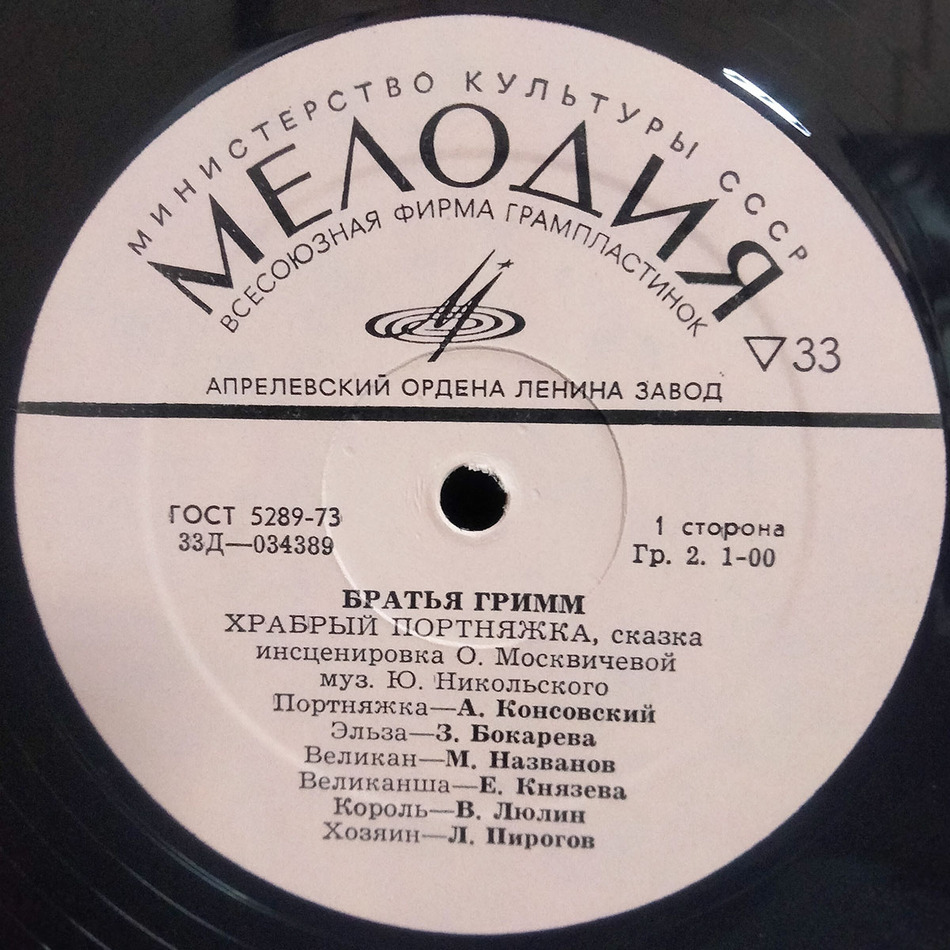 МИНИСТЕРСТВО КУЛЬТУРЫ СССР
МЕЛОДИЯ
ВСЕСОЮЗНАЯ ФИРМА ГРАМПЛАСТИНОК
▽33
АПРЕЛЕВСКИЙ ОРДЕНА ЛЕНИНА ЗАВОД
ГОСТ 5289-73
33Д—034389
1 сторона
Гр. 2. 1-00
БРАТЬЯ ГРИММ
ХРАБРЫЙ ПОРТНЯЖКА, сказка
инсценировка О. Москвичевой
муз. Ю. Никольского
Портняжка—А. Консовский
Эльза—З. Бокарева
Великан—М. Названов
Великанша—Е. Князева
Король—В. Люлин
Хозяин—Л. Пирогов